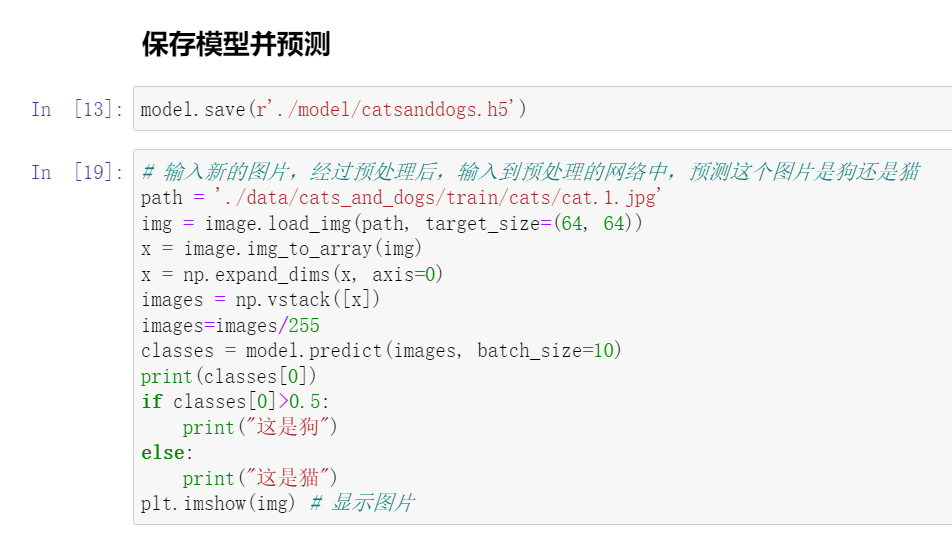 保存模型并预测
In [13]: model.save(r'./model/catsanddogs.h5')
In [19]: # 输入新的图片，经过预处理后，输入到预处理的网络中，预测这个图片是狗还是猫
path = './data/cats_and_dogs/train/cats/cat.1.jpg'
img = image.load_img(path, target_size=(64, 64))
x = image.img_to_array(img)
x = np.expand_dims(x, axis=0)
images = np.vstack([x])
images=images/255
classes = model.predict(images, batch_size=10)
print(classes[0])
if classes[0]>0.5:
    print("这是狗")
else:
    print("这是猫")
plt.imshow(img) # 显示图片